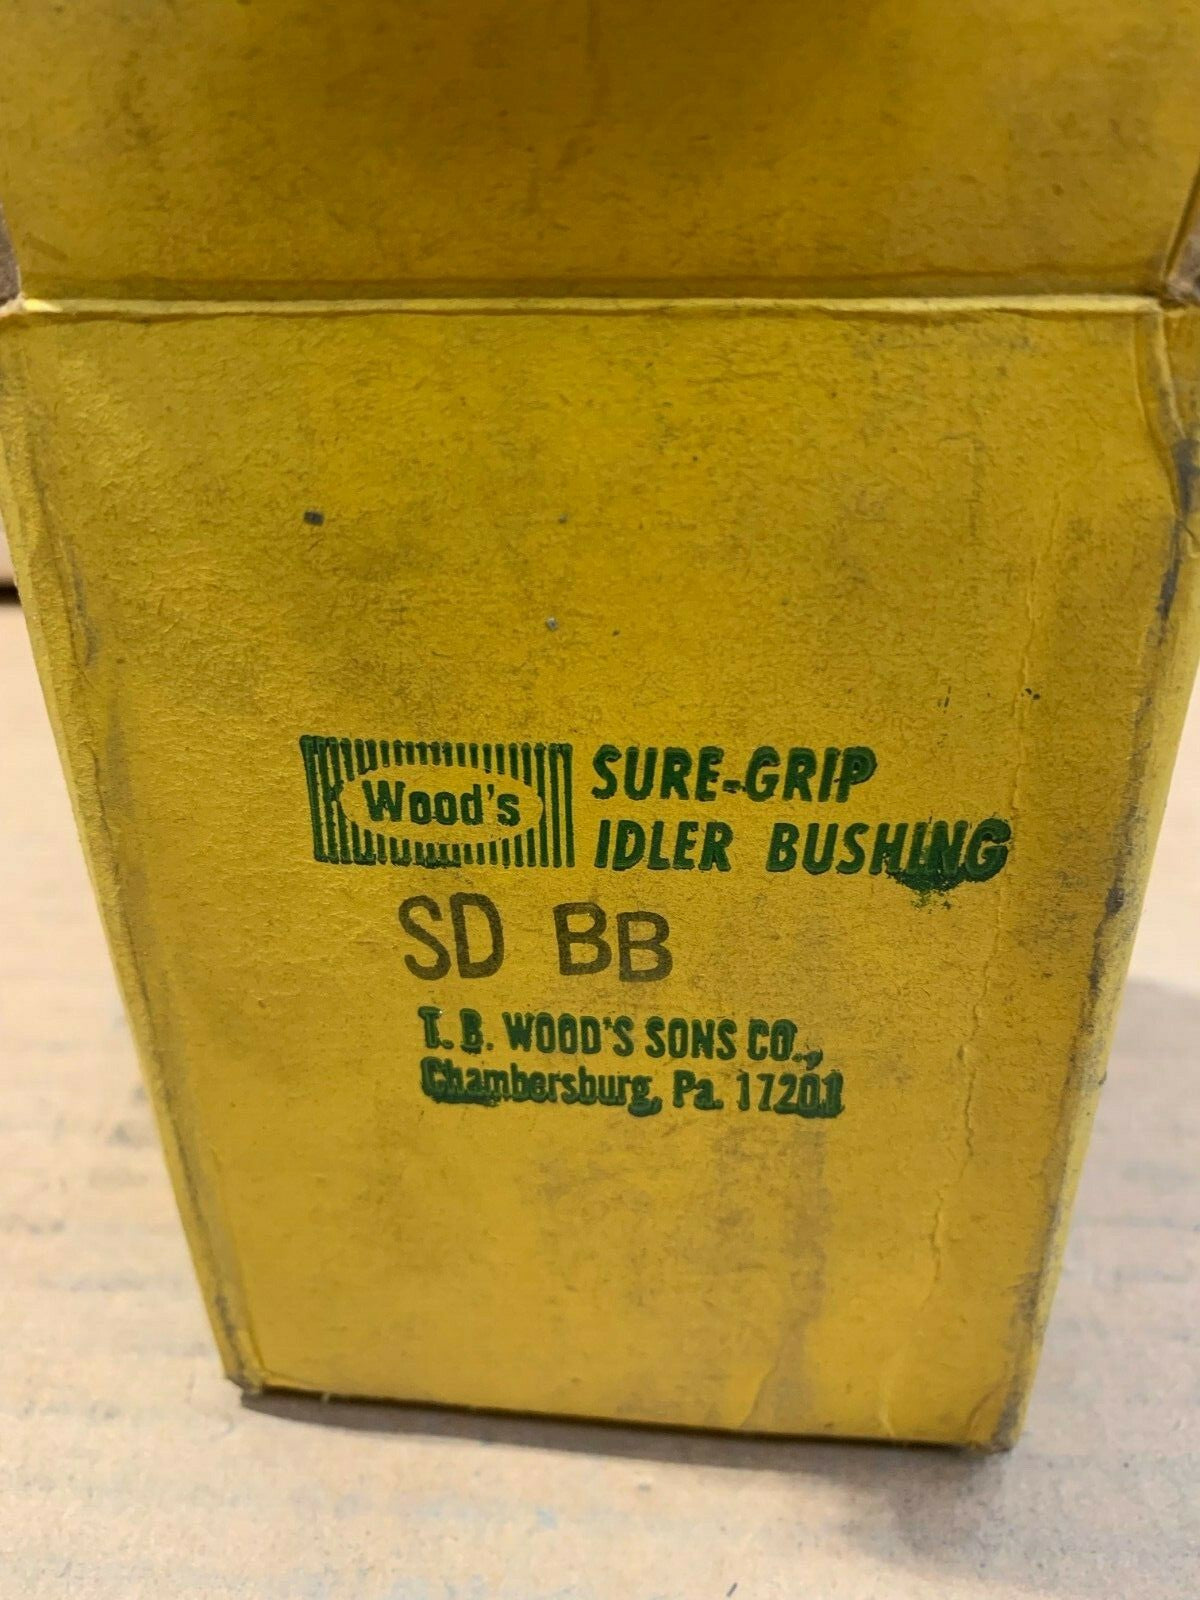 Wood's SURE-GRIP
IDLER BUSHING
SD BB
T. B. WOOD'S SONS CO.,
Chambersburg, Pa. 17201